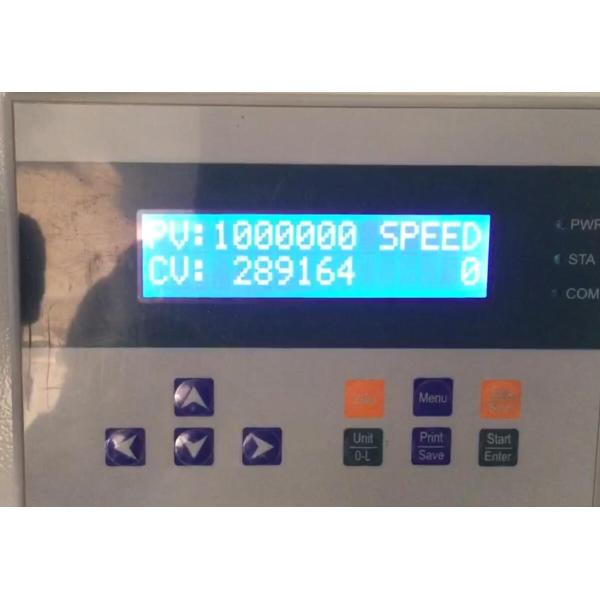 PV:1000000 SPEED
CV: 289164 0
PWR
STA
COM
Menu
Unit
0-L
Print
Save
Start
Enter